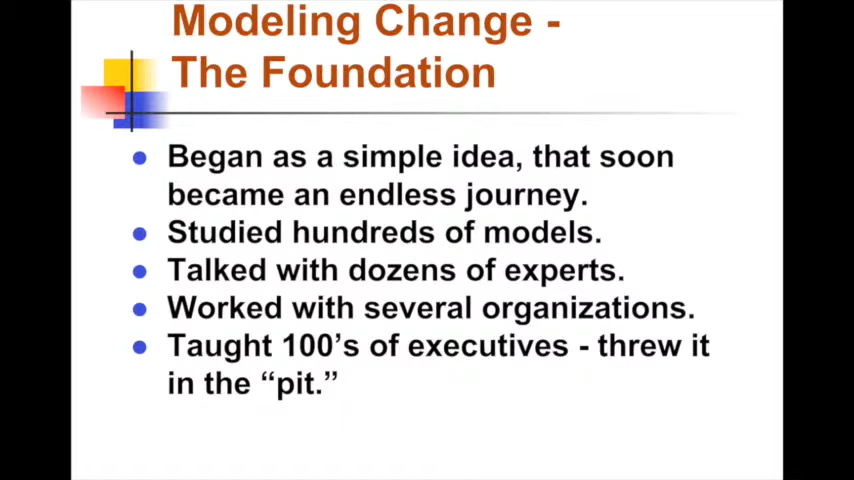 Modeling Change -
The Foundation
Began as a simple idea, that soon
became an endless journey.
Studied hundreds of models.
Talked with dozens of experts.
Worked with several organizations.
Taught 100’s of executives - threw it
in the “pit.”